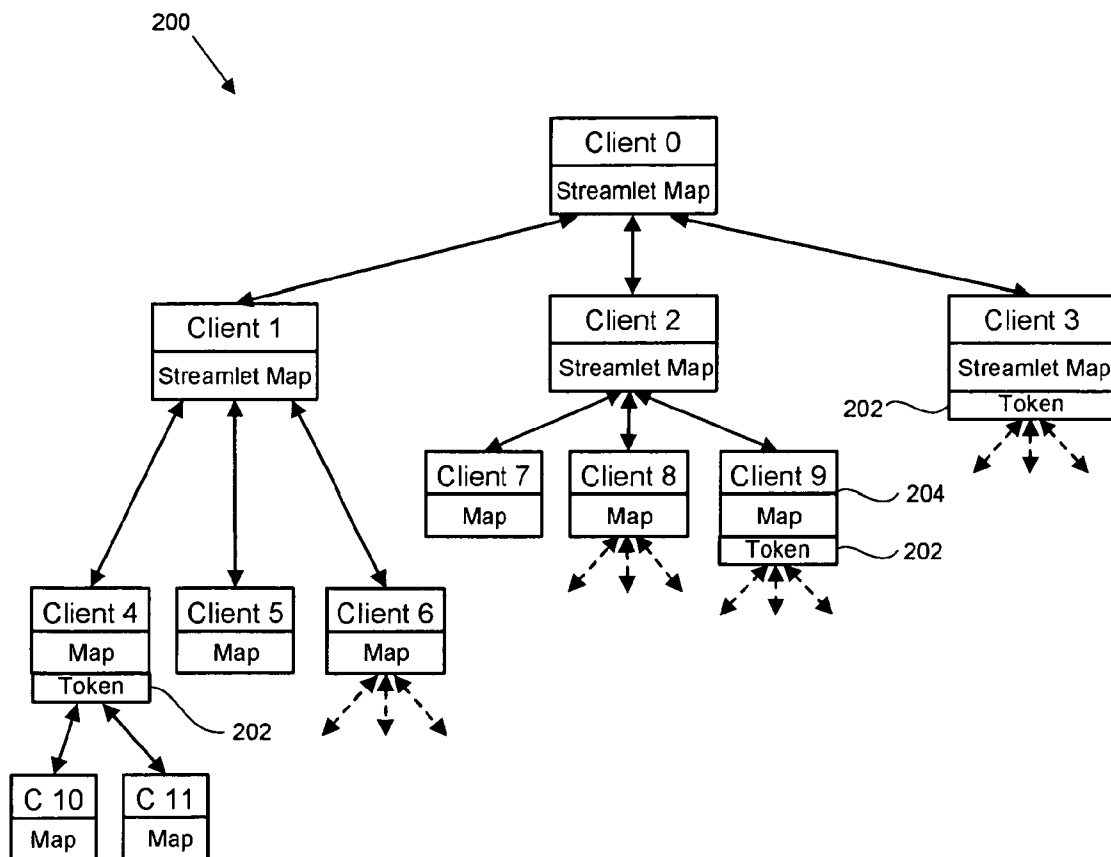 200
Client 0
Streamlet Map
Client 1
Streamlet Map
Client 2
Streamlet Map
Client 3
Streamlet Map
Token
202
Client 7
Map
Client 8
Map
Client 9
Map
Token
204
202
Client 4
Map
Token
202
Client 5
Map
Client 6
Map
C 10
Map
C 11
Map